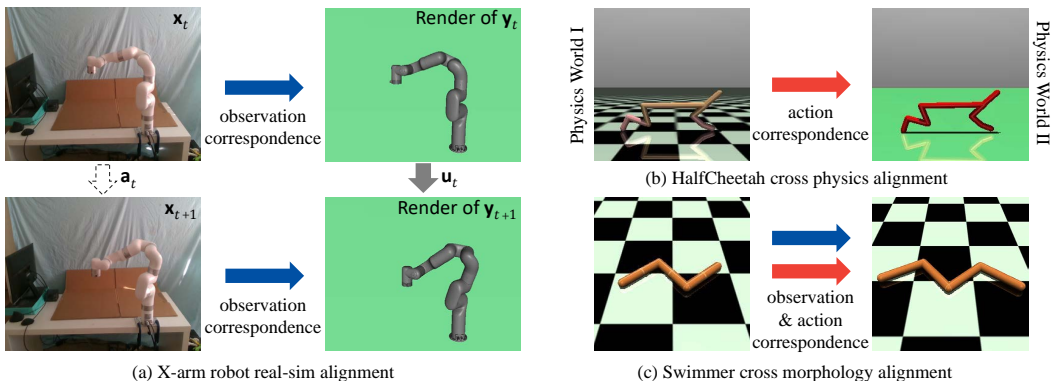 x_t
Render of y_t
observation
correspondence
a_t
u_t
x_{t+1}
Render of y_{t+1}
observation
correspondence
(a) X-arm robot real-sim alignment
Physics World I
action
correspondence
Physics World II
(b) HalfCheetah cross physics alignment
observation
& action
correspondence
(c) Swimmer cross morphology alignment